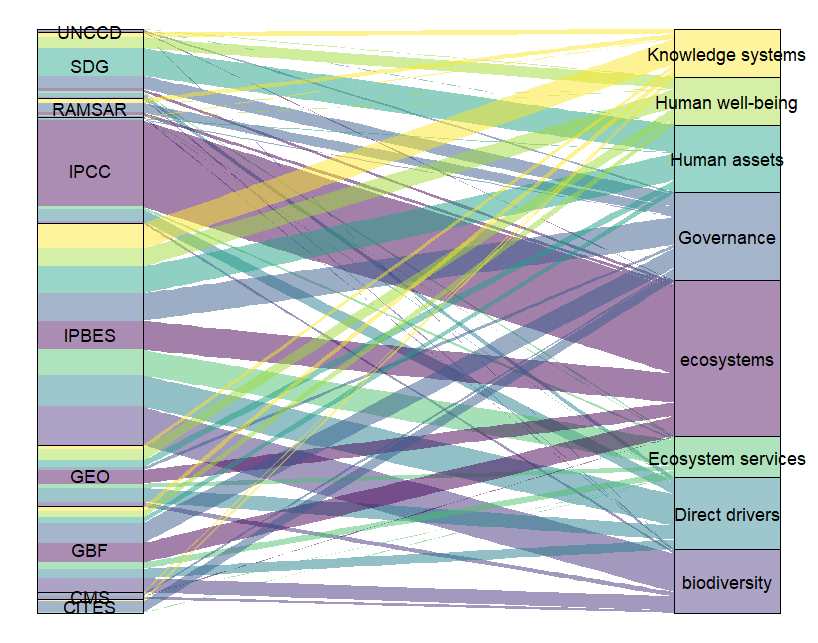 UNCCD
SDG
RAMSAR
IPCC
IPBES
GEO
GBF
CMS
CITES
Knowledge systems
Human well-being
Human assets
Governance
ecosystems
Ecosystem services
Direct drivers
biodiversity